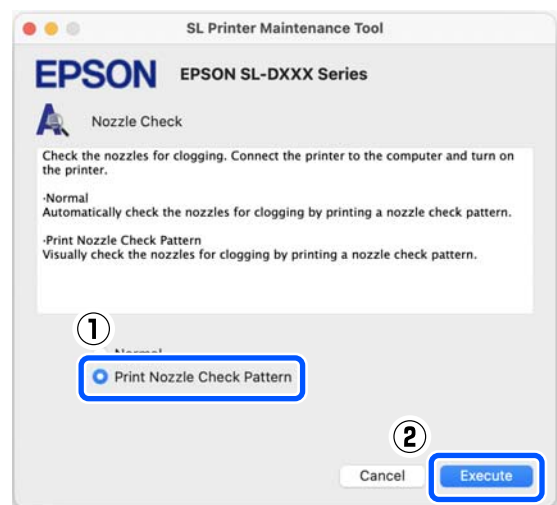 SL Printer Maintenance Tool
EPSON EPSON SL-DXXX Series
Nozzle Check
Check the nozzles for clogging. Connect the printer to the computer and turn on
the printer.
·Normal
Automatically check the nozzles for clogging by printing a nozzle check pattern.
·Print Nozzle Check Pattern
Visually check the nozzles for clogging by printing a nozzle check pattern.
①
Normal
Print Nozzle Check Pattern
②
Cancel Execute